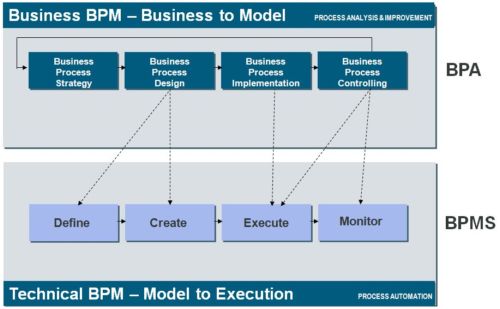 Business BPM – Business to Model
PROCESS ANALYSIS & IMPROVEMENT
Business
Process
Strategy
Business
Process
Design
Business
Process
Implementation
Business
Process
Controlling
BPA
Define
Create
Execute
Monitor
BPMS
Technical BPM – Model to Execution
PROCESS AUTOMATION